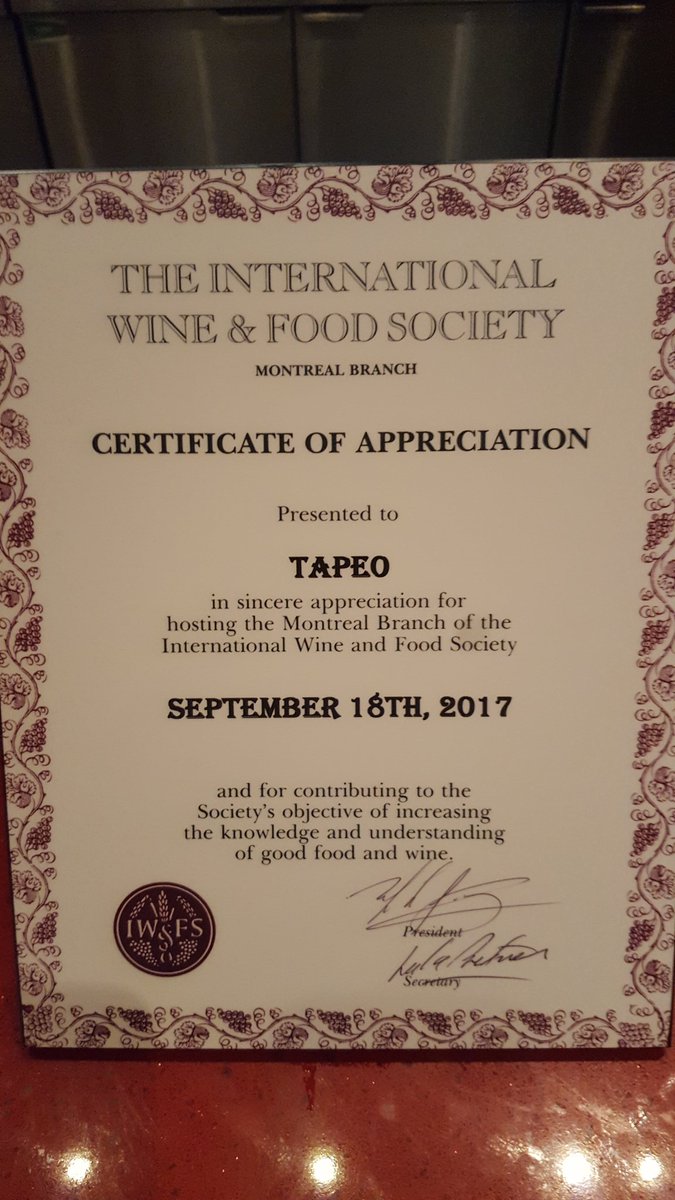 THE INTERNATIONAL
WINE & FOOD SOCIETY
MONTREAL BRANCH
CERTIFICATE OF APPRECIATION
Presented to
TAPEO
in sincere appreciation for
hosting the Montreal Branch of the
International Wine and Food Society
SEPTEMBER 18TH, 2017
and for contributing to the
Society's objective of increasing
the knowledge and understanding
of good food and wine.
IW&FS
President
Secretary